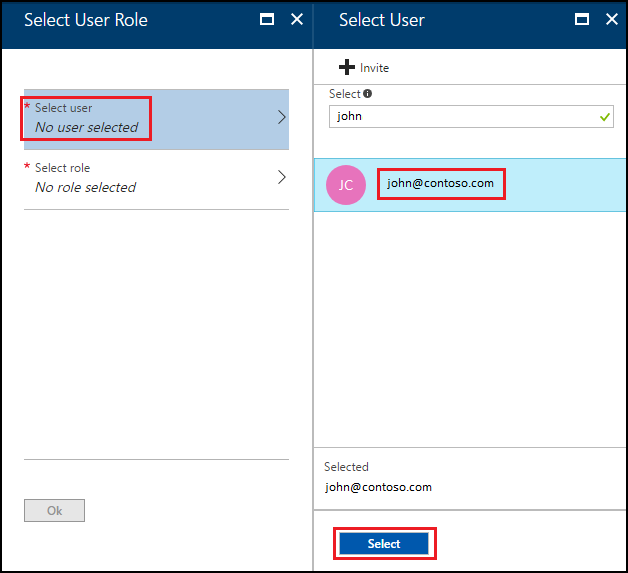 Select User Role
* Select user
No user selected
* Select role
No role selected
Ok
Select User
Invite
Select
john
JC
john@contoso.com
Selected
john@contoso.com
Select